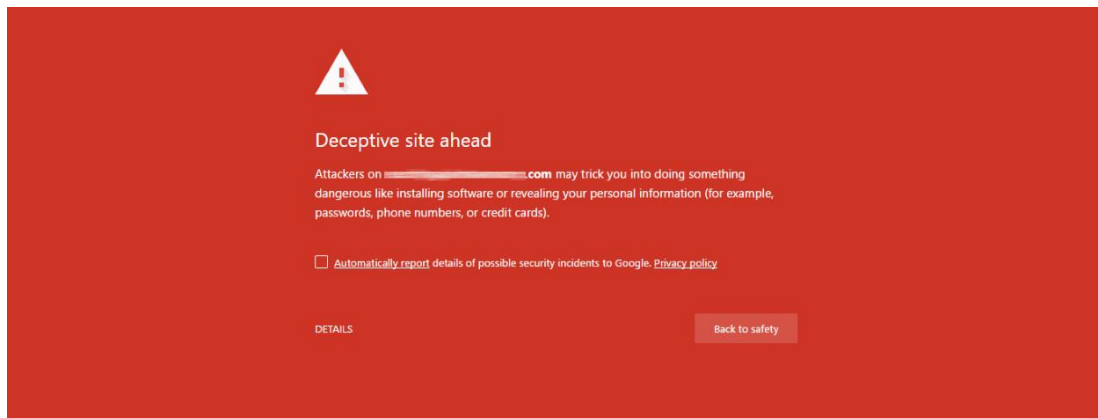 Deceptive site ahead
Attackers on .com may trick you into doing something
dangerous like installing software or revealing your personal information (for example,
passwords, phone numbers, or credit cards).
Automatically report details of possible security incidents to Google. Privacy policy
DETAILS
Back to safety